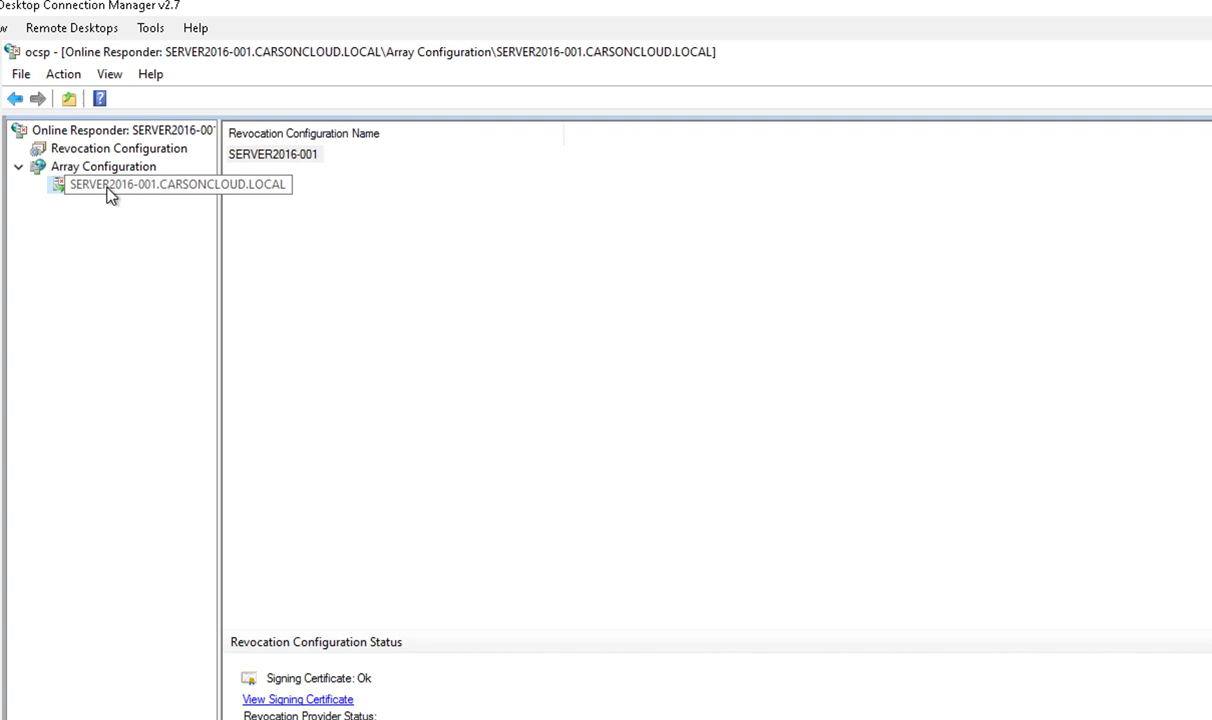 Desktop Connection Manager v2.7
Remote Desktops Tools Help
ocsp - [Online Responder: SERVER2016-001.CARSONCLOUD.LOCAL\Array Configuration\SERVER2016-001.CARSONCLOUD.LOCAL]
File Action View Help
Online Responder: SERVER2016-00
Revocation Configuration
Array Configuration
SERVER2016-001.CARSONCLOUD.LOCAL
Revocation Configuration Name
SERVER2016-001
Revocation Configuration Status
Signing Certificate: Ok
View Signing Certificate
Revocation Provider Status: